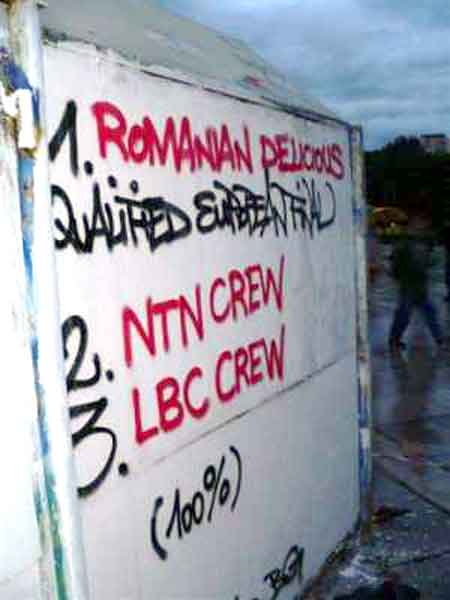 1. ROMANIAN DELICIOUS
QUALIFIED EUROPEAN FINAL
2. NTN CREW
3. LBC CREW
(100%)